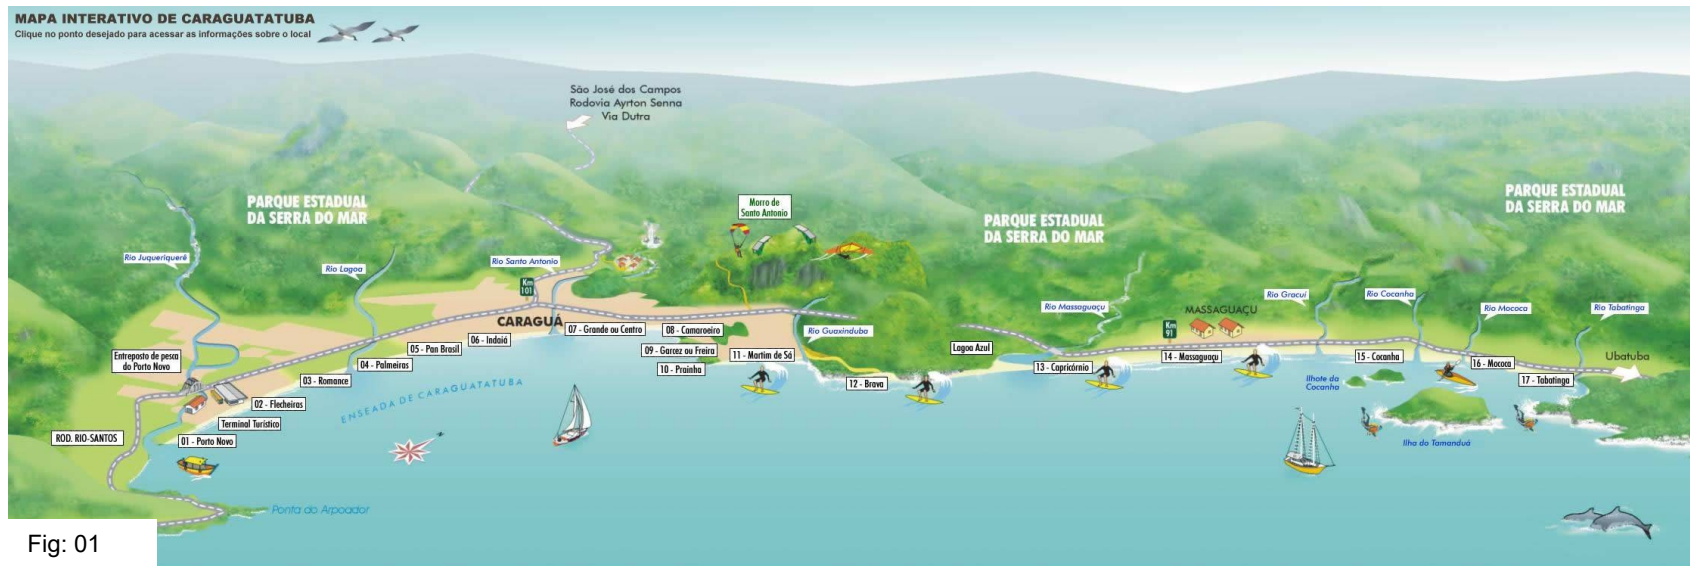 MAPA INTERATIVO DE CARAGUATATUBA
Clique no ponto desejado para acessar as informações sobre o local
São José dos Campos
Rodovia Ayrton Senna
Via Dutra
PARQUE ESTADUAL
DA SERRA DO MAR
Morro de
Santo Antonio
PARQUE ESTADUAL
DA SERRA DO MAR
PARQUE ESTADUAL
DA SERRA DO MAR
Rio Juqueriquerê
Rio Lagoa
Rio Santo Antonio
Km
101
CARAGUÁ
07 - Grande ou Centro
08 - Camaroeiro
Rio Guaxinduba
06 - Indaiá
05 - Pan Brasil
09 - Garcez ou Freira
11 - Martim de Sá
10 - Prainha
04 - Palmeiras
03 - Romance
12 - Brava
Entreposto de pesca
do Porto Novo
02 - Flecheiras
Terminal Turístico
01 - Porto Novo
ROD. RIO-SANTOS
ENSEADA DE CARAGUATATUBA
Ponta do Arpoador
Lagoa Azul
Rio Massaguaçu
Km
91
MASSAGUAÇU
Rio Gracuí
Rio Cocanha
Rio Mococa
Rio Tabatinga
13 - Capricórnio
14 - Massaguaçu
15 - Cocanha
16 - Mococa
17 - Tabatinga
Ubatuba
Ilhote da
Cocanha
Ilha do Tamanduá
Fig: 01